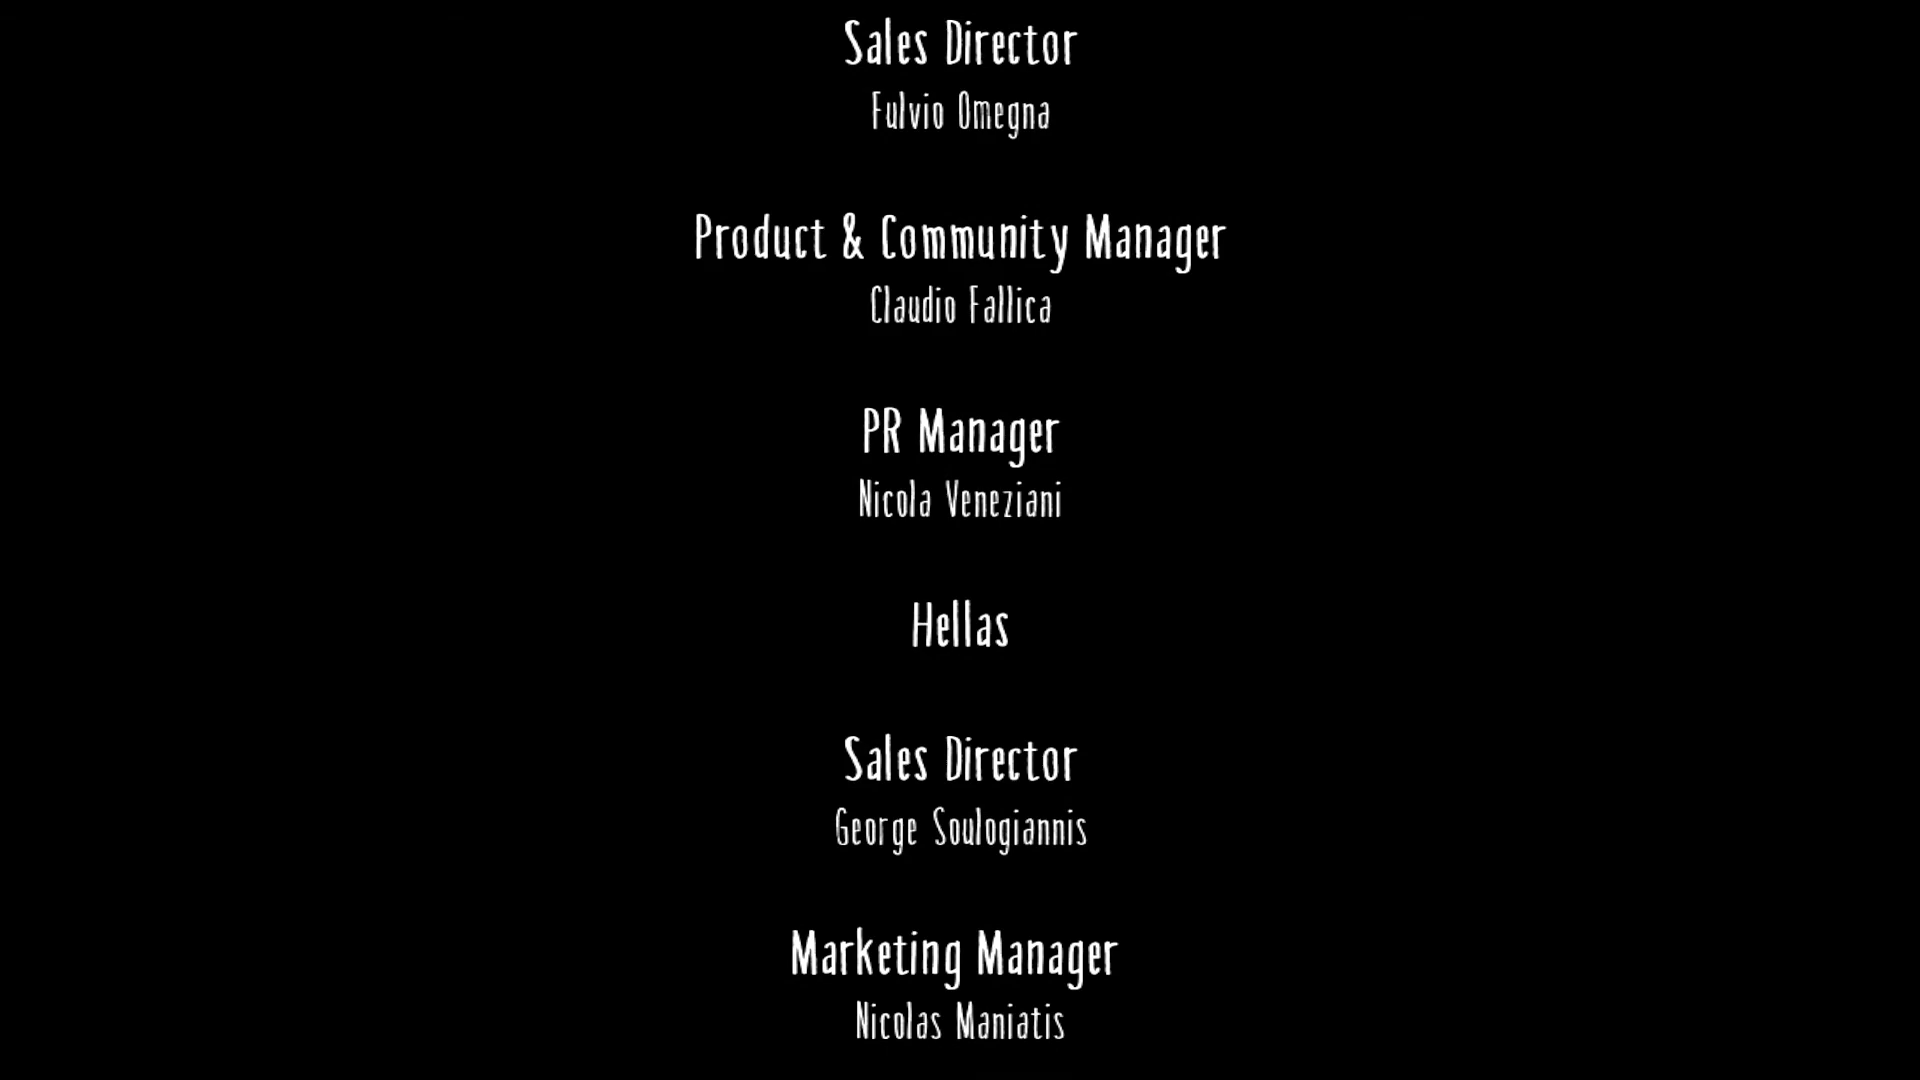 Sales Director
Fulvio Omegna
Product & Community Manager
Claudio Fallica
PR Manager
Nicola Veneziani
Hellas
Sales Director
George Soulogiannis
Marketing Manager
Nicolas Maniatis